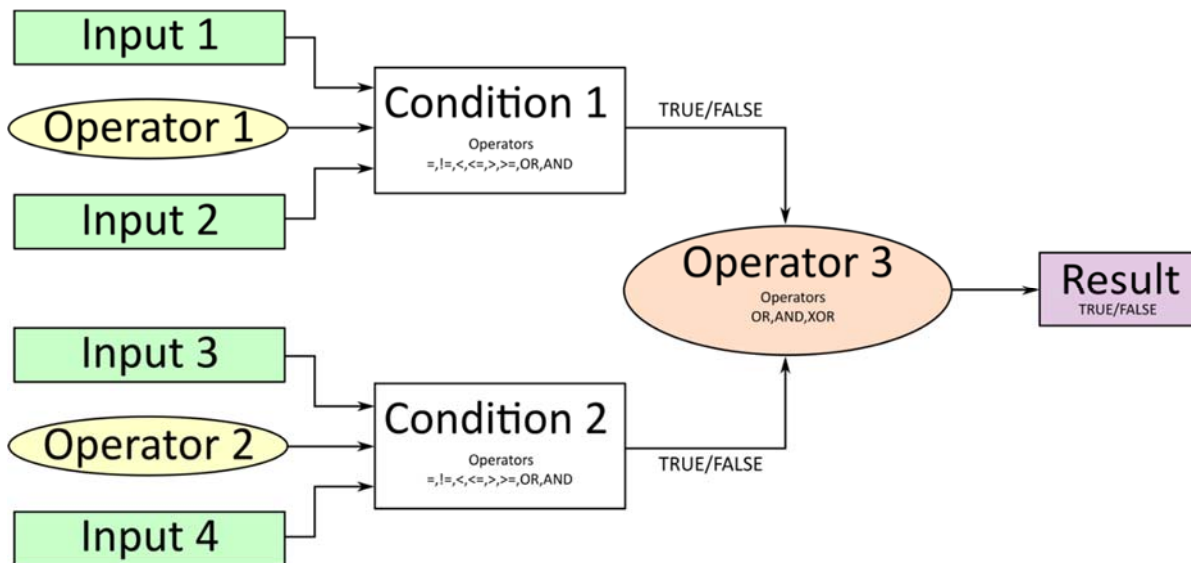 Input 1
Operator 1
Input 2
Condition 1
Operators
=,!=,<,<=,>,>=,OR,AND
TRUE/FALSE
Input 3
Operator 2
Input 4
Condition 2
Operators
=,!=,<,<=,>,>=,OR,AND
TRUE/FALSE
Operator 3
Operators
OR,AND,XOR
Result
TRUE/FALSE